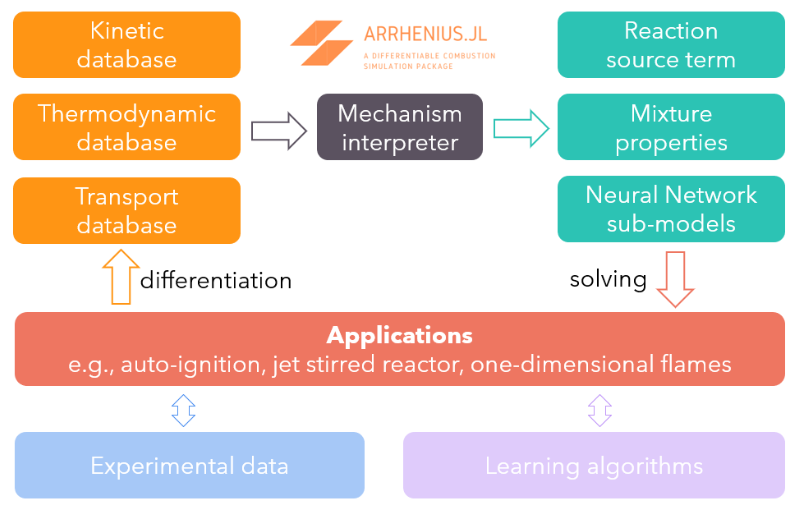 Kinetic
database
ARRHENIUS.JL
A DIFFERENTIABLE COMBUSTION
SIMULATION PACKAGE
Reaction
source term
Thermodynamic
database
Mechanism
interpreter
Mixture
properties
Transport
database
Neural Network
sub-models
differentiation
solving
Applications
e.g., auto-ignition, jet stirred reactor, one-dimensional flames
Experimental data
Learning algorithms